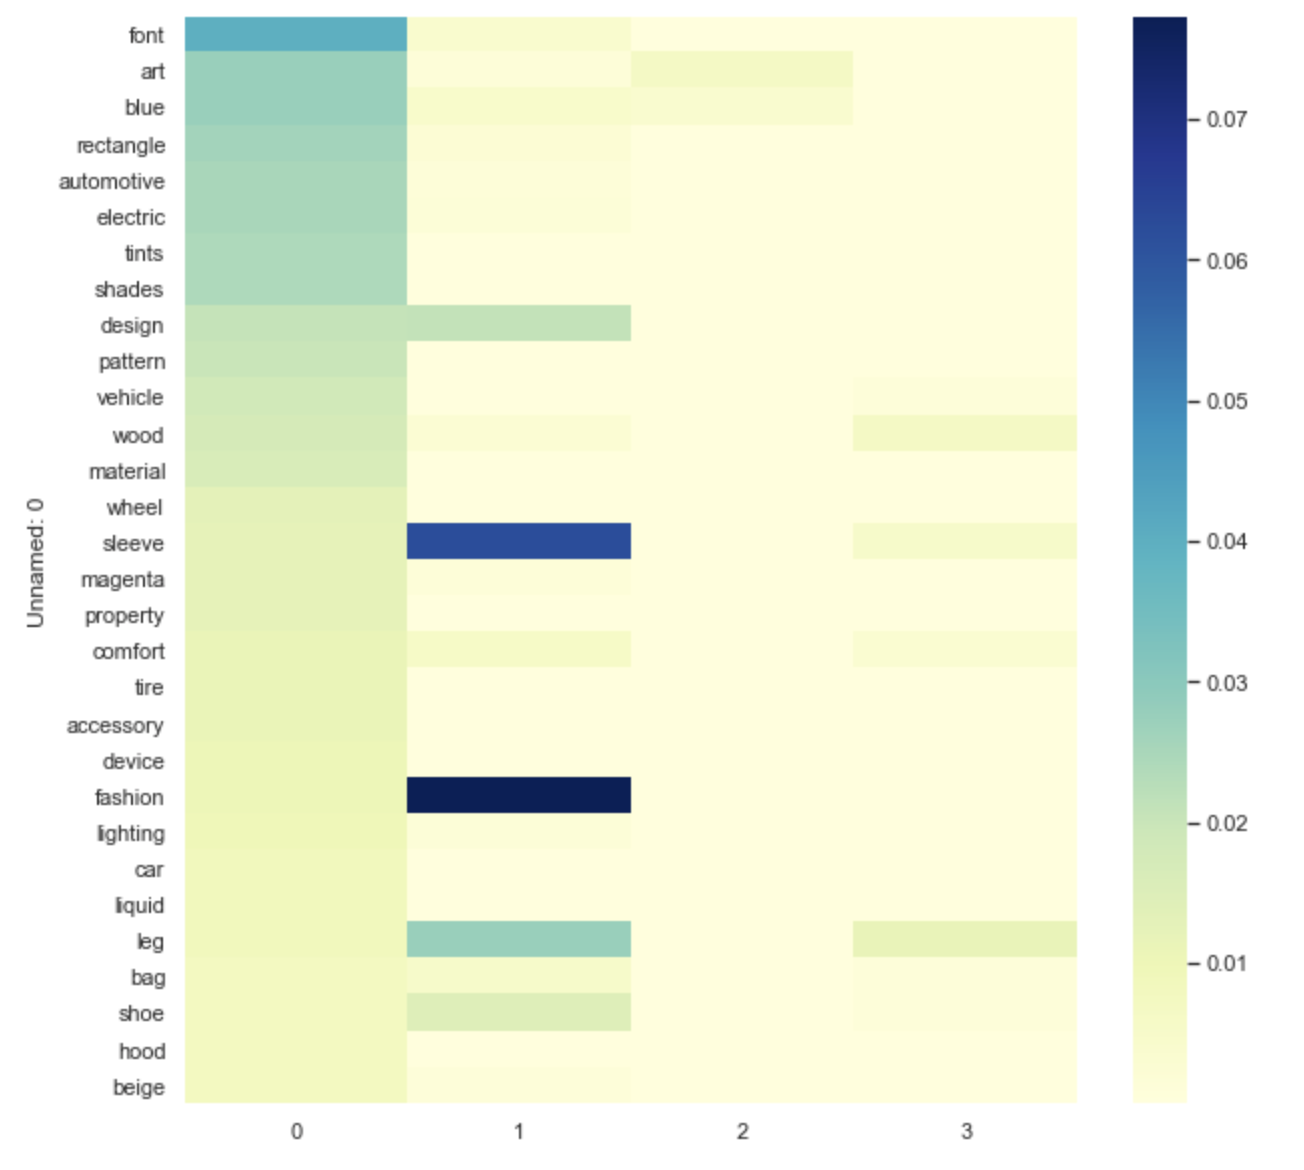 font
art
blue
rectangle
automotive
electric
tints
shades
design
pattern
vehicle
wood
material
wheel
sleeve
magenta
property
comfort
tire
accessory
device
fashion
lighting
car
liquid
leg
bag
shoe
hood
beige
Unnamed: 0
0 1 2 3
0.07
0.06
0.05
0.04
0.03
0.02
0.01